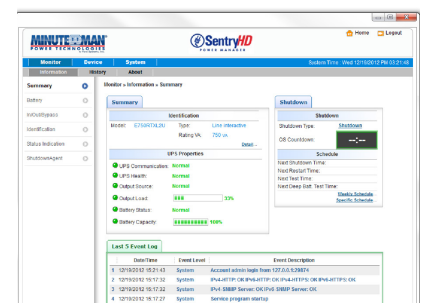 MINUTEMAN
POWER TECHNOLOGIES
SentryHD
POWER MANAGER
Home
Logout
Monitor Device System
System Time: Wed 12/19/2012 PM 03:21:48
Information History About
Summary
Battery
In/Out/Bypass
Identification
Status Indication
ShutdownAgent
Monitor » Information » Summary
Summary
Identification
Model: E750RTXL2U Type: Line Interactive
Rating VA: 750 va
Detail...
UPS Properties
UPS Communication: Normal
UPS Health: Normal
Output Source: Normal
Output Load: 33%
Battery Status: Normal
Battery Capacity: 100%
Shutdown
Shutdown
Shutdown Type: Shutdown
OS Countdown: --:--
Schedule
Next Shutdown Time:
Next Restart Time:
Next Test Time:
Next Deep Batt. Test Time:
Weekly Schedule
Specific Schedule
Last 5 Event Log
Date/Time Event Level Event Description
1 12/19/2012 15:21:43 System Account admin login from 127.0.0.1:29874
2 12/19/2012 15:17:32 System IPv4-HTTP: OK IPv6-HTTP: OK IPv4-HTTPS: OK IPv6-HTTPS: OK
3 12/19/2012 15:17:32 System IPv4-SNMP Server: OK IPv6-SNMP Server: OK
4 12/19/2012 15:17:27 System Service program startup